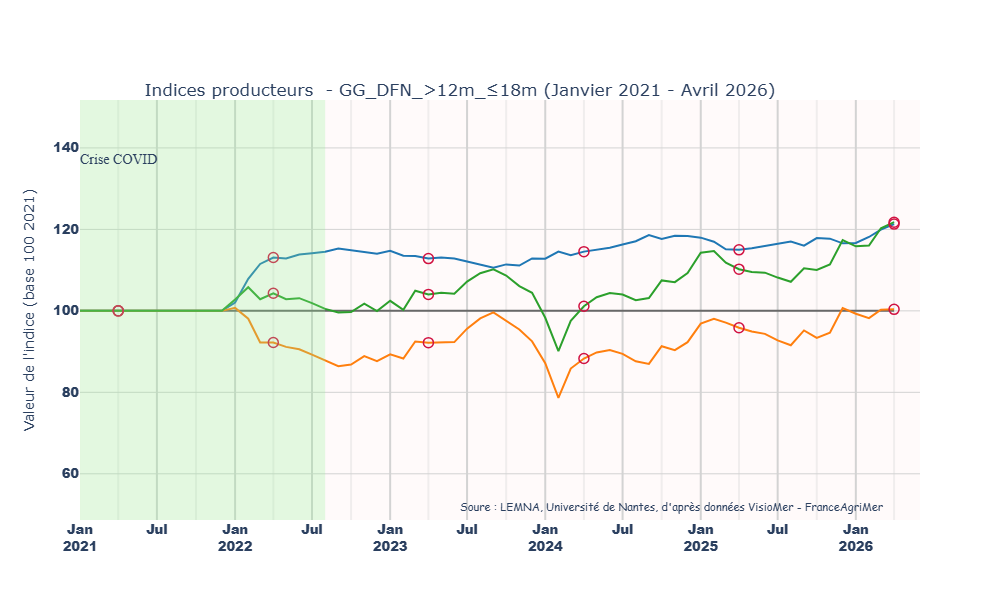 Indices producteurs  - GG_DFN_>12m_≤18m (Janvier 2021 - Avril 2026)
Valeur de l'indice (base 100 2021)
140
120
100
80
60
Crise COVID
Soure : LEMNA, Université de Nantes, d'après données VisioMer - FranceAgriMer
Jan Jul Jan Jul Jan Jul Jan Jul Jan Jul Jan
2021 2022 2023 2024 2025 2026